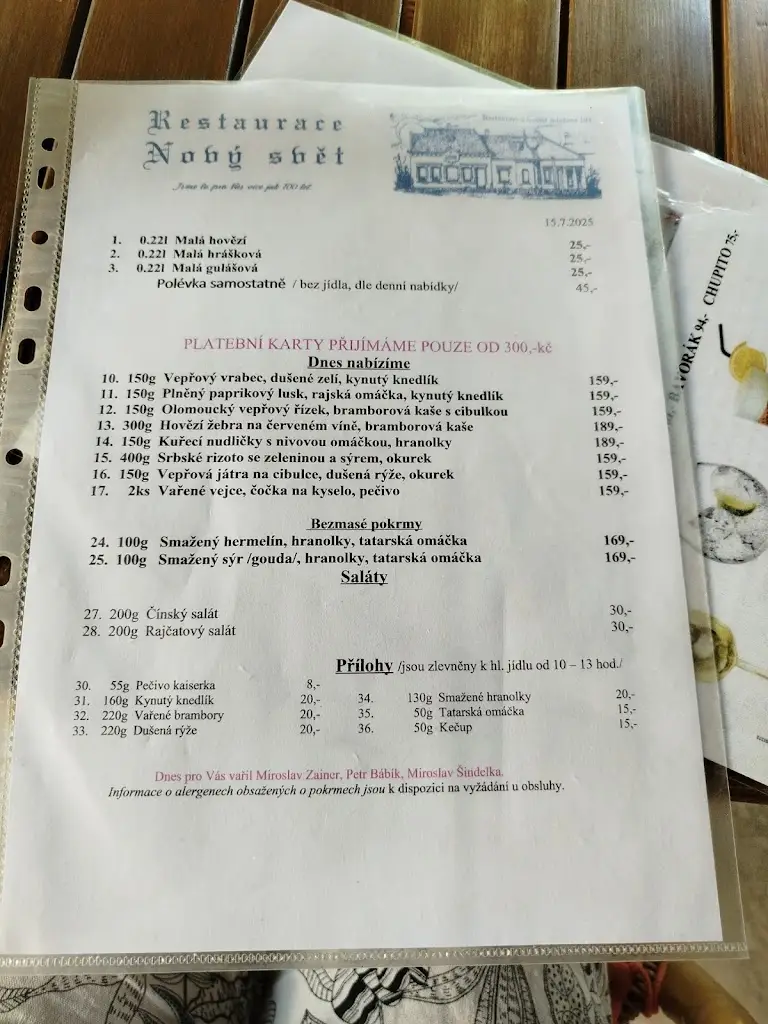 Restaurace
Nový svět
Jsme tu pro Vás více jak 100 let
15.7.2025
1. 0.22l Malá hovězí 25,-
2. 0.22l Malá hrášková 25,-
3. 0.22l Malá gulášová 25,-
Polévka samostatně / bez jídla, dle denní nabídky/ 45,-
PLATEBNÍ KARTY PŘIJÍMÁME POUZE OD 300,-kč
Dnes nabízíme
10. 150g Vepřový vrabec, dušené zelí, kynutý knedlík 159,-
11. 150g Plněný paprikový lusk, rajská omáčka, kynutý knedlík 159,-
12. 150g Olomoucký vepřový řízek, bramborová kaše s cibulkou 159,-
13. 300g Hovězí žebra na červeném víně, bramborová kaše 189,-
14. 150g Kuřecí nudličky s nivovou omáčkou, hranolky 189,-
15. 400g Srbské rizoto se zeleninou a sýrem, okurek 159,-
16. 150g Vepřová játra na cibulce, dušená rýže, okurek 159,-
17. 2ks Vařené vejce, čočka na kyselo, pečivo 159,-
Bezmasé pokrmy
24. 100g Smažený hermelín, hranolky, tatarská omáčka 169,-
25. 100g Smažený sýr /gouda/, hranolky, tatarská omáčka 169,-
Saláty
27. 200g Čínský salát 30,-
28. 200g Rajčatový salát 30,-
Přílohy /jsou zlevněny k hl. jídlu od 10 – 13 hod./
30. 55g Pečivo kaiserka 8,-
31. 160g Kynutý knedlík 20,- 34. 130g Smažené hranolky 20,-
32. 220g Vařené brambory 20,- 35. 50g Tatarská omáčka 15,-
33. 220g Dušená rýže 20,- 36. 50g Kečup 15,-
Dnes pro Vás vařil Miroslav Zainer, Petr Bábík, Miroslav Šindelka.
Informace o alergenech obsažených o pokrmech jsou k dispozici na vyžádání u obsluhy.
94,- CHUPITO 75,-